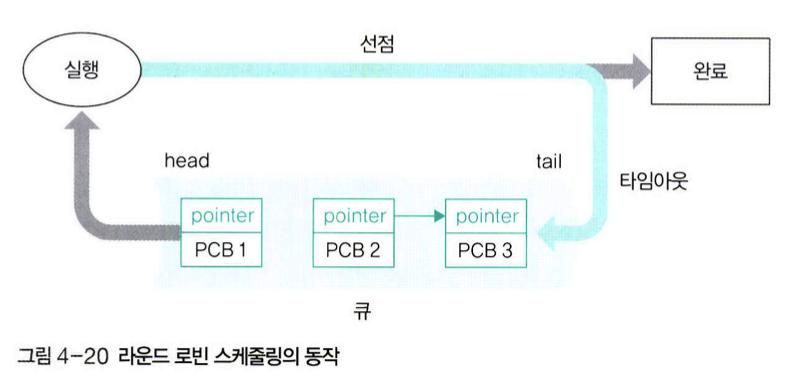 선점
실행
완료
head
tail
타임아웃
pointer
pointer
pointer
PCB 1
PCB 2
PCB 3
큐
그림 4-20 라운드 로빈 스케줄링의 동작